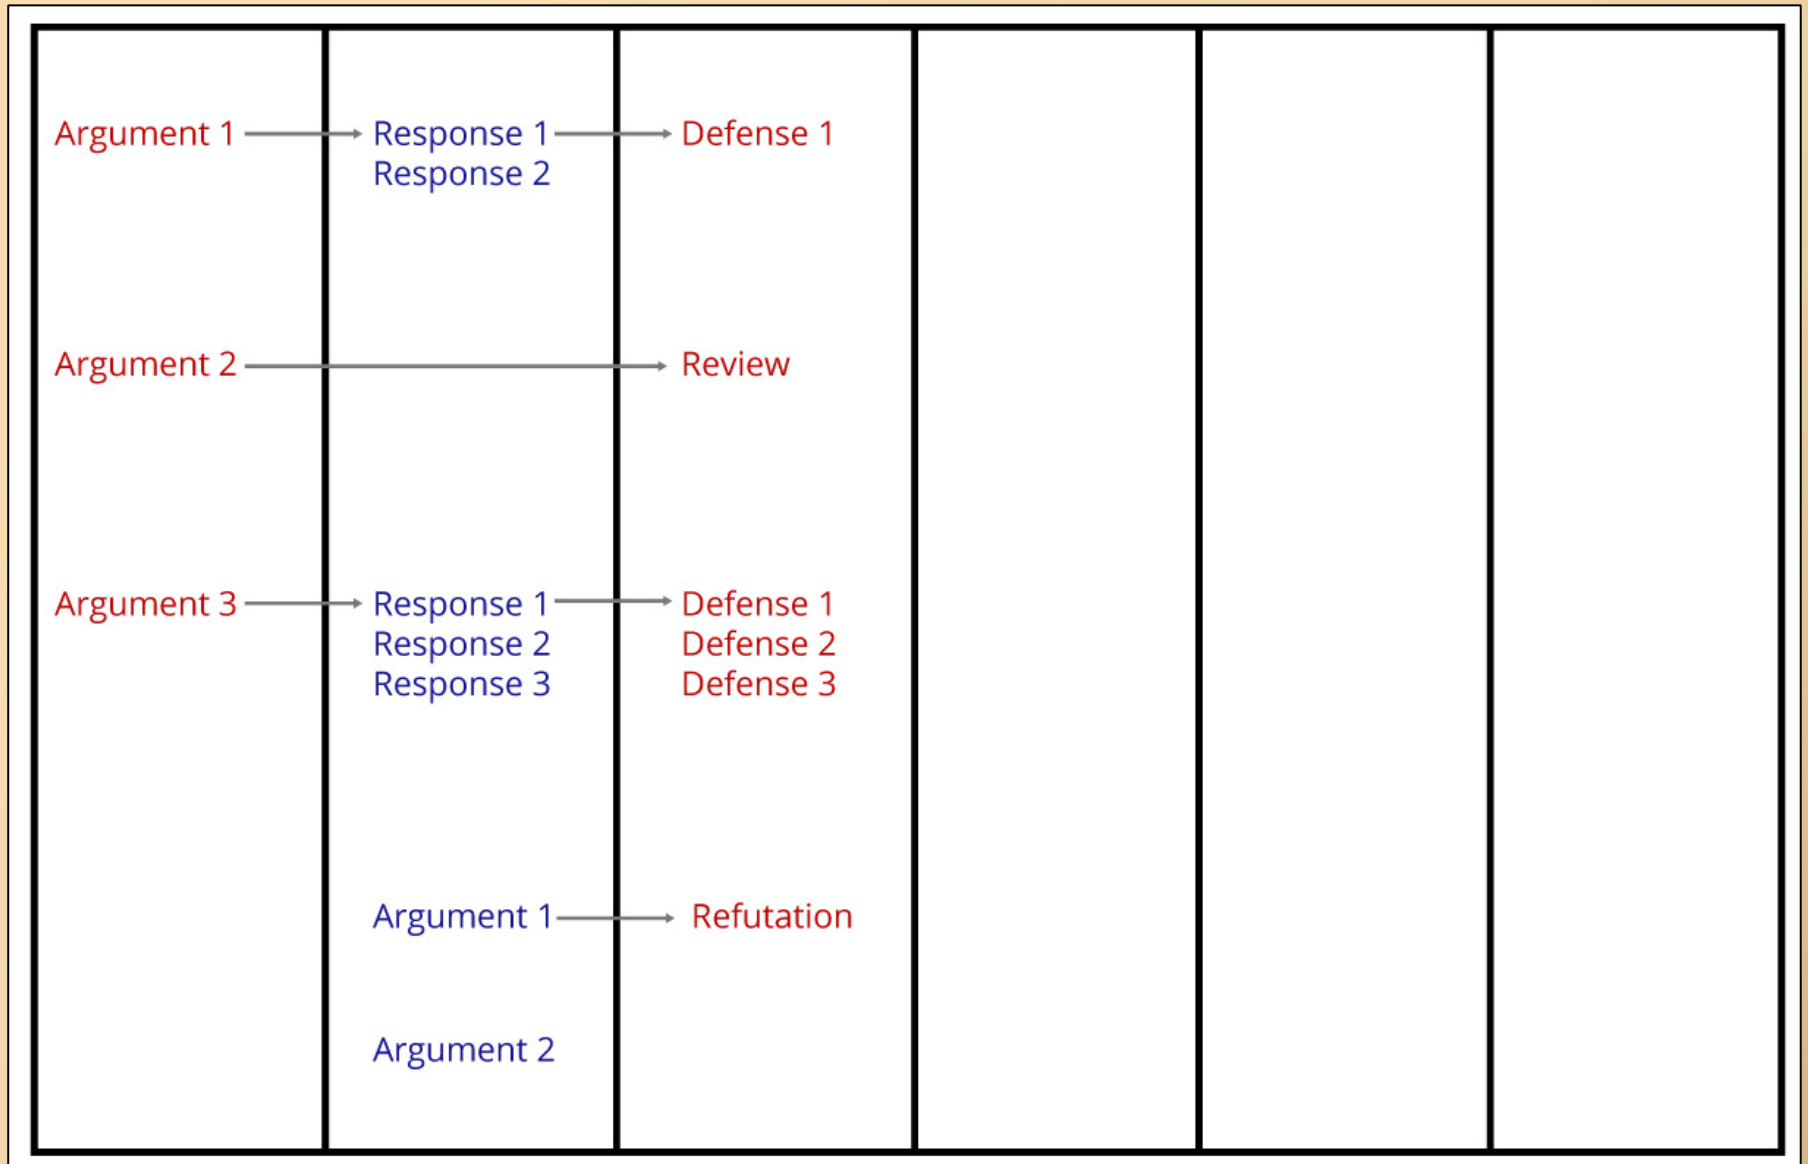 Argument 1 Response 1 Defense 1
Response 2
Argument 2 Review
Argument 3 Response 1 Defense 1
Response 2 Defense 2
Response 3 Defense 3
Argument 1 Refutation
Argument 2